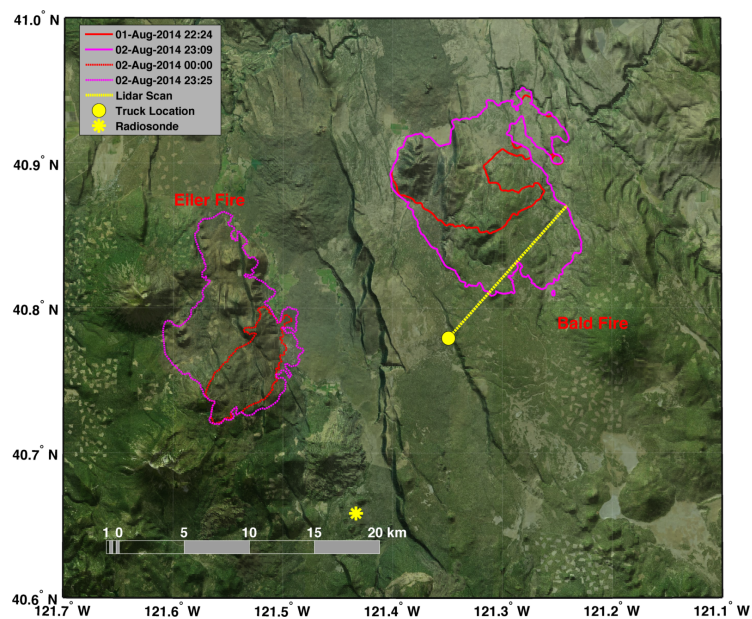 41.0° N
01-Aug-2014 22:24
02-Aug-2014 23:09
02-Aug-2014 00:00
02-Aug-2014 23:25
Lidar Scan
Truck Location
Radiosonde
40.9° N
Eiler Fire
40.8° N
Bald Fire
40.7° N
1 0 5 10 15 20 km
40.6° N
121.7° W 121.6° W 121.5° W 121.4° W 121.3° W 121.2° W 121.1° W